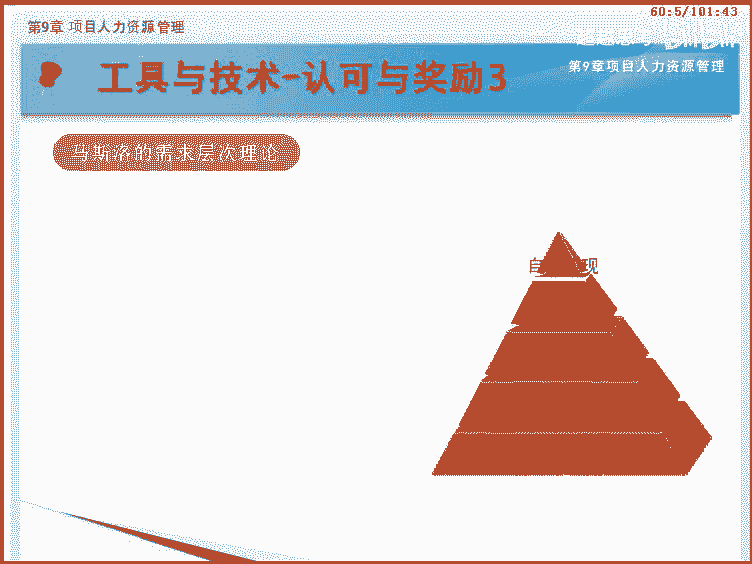 60:5/101:43
第9章 项目人力资源管理
工具与技术-认可与奖励3
第9章项目人力资源管理
马斯洛的需求层次理论
自 现